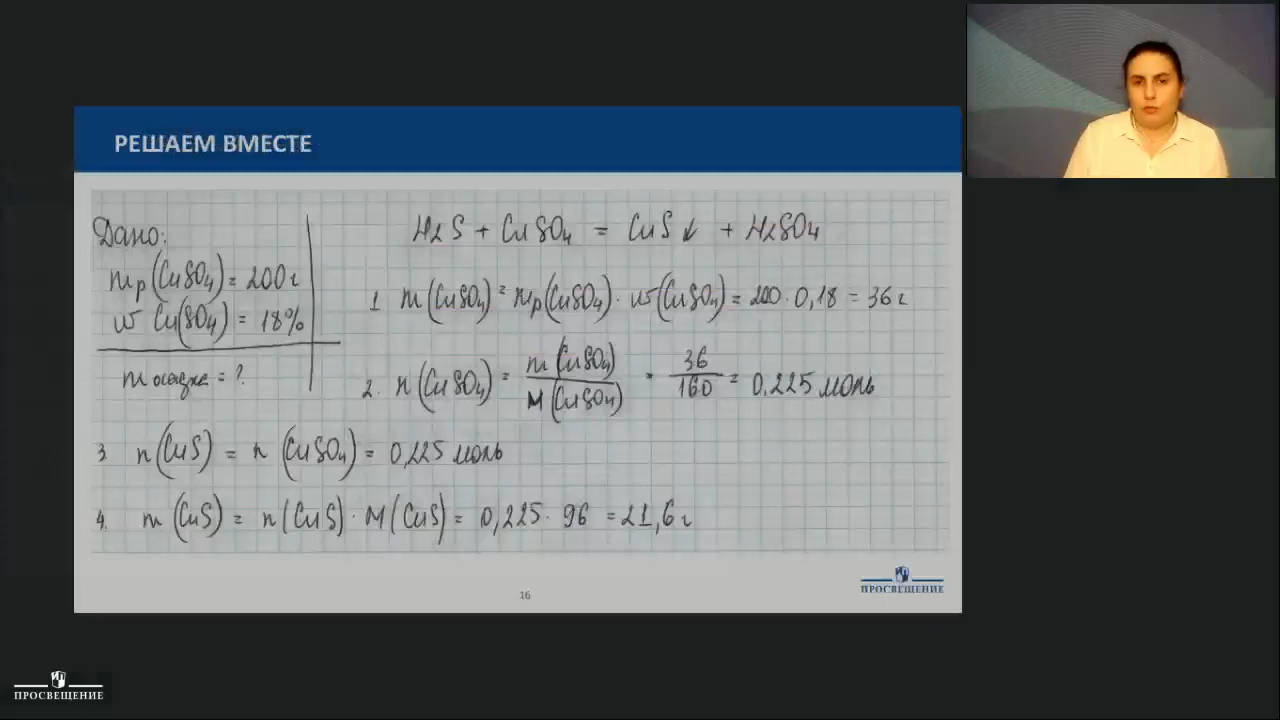 РЕШАЕМ ВМЕСТЕ
Дано:
mр(CuSO4) = 200 г
w Cu(SO4) = 18%
m осадка = ?
H2S + CuSO4 = CuS↓ + H2SO4
1. m(CuSO4) = mр(CuSO4) · w(CuSO4) = 200 · 0,18 = 36 г
2. n(CuSO4) = m(CuSO4) / M(CuSO4) = 36 / 160 = 0,225 моль
3. n(CuS) = n(CuSO4) = 0,225 моль
4. m(CuS) = n(CuS) · M(CuS) = 0,225 · 96 = 21,6 г
16
ПРОСВЕЩЕНИЕ
ПРОСВЕЩЕНИЕ